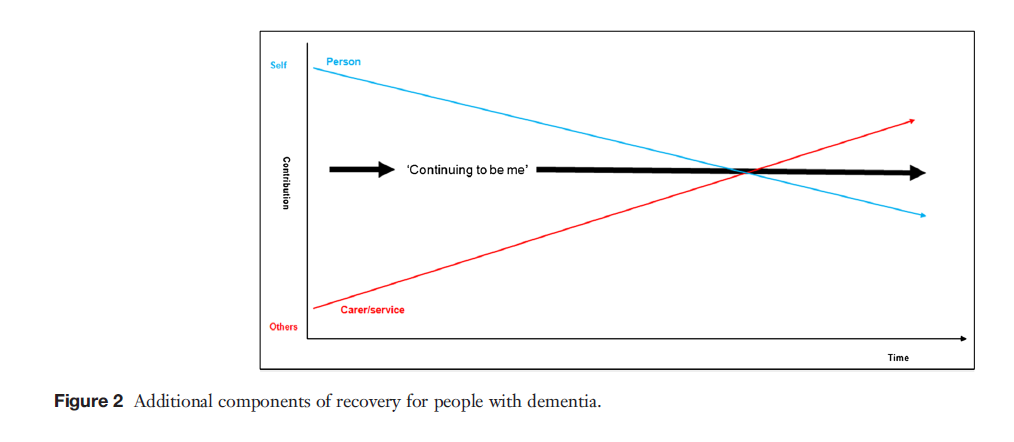 Self
Person
Contribution
'Continuing to be me'
Carer/service
Others
Time
Figure 2 Additional components of recovery for people with dementia.